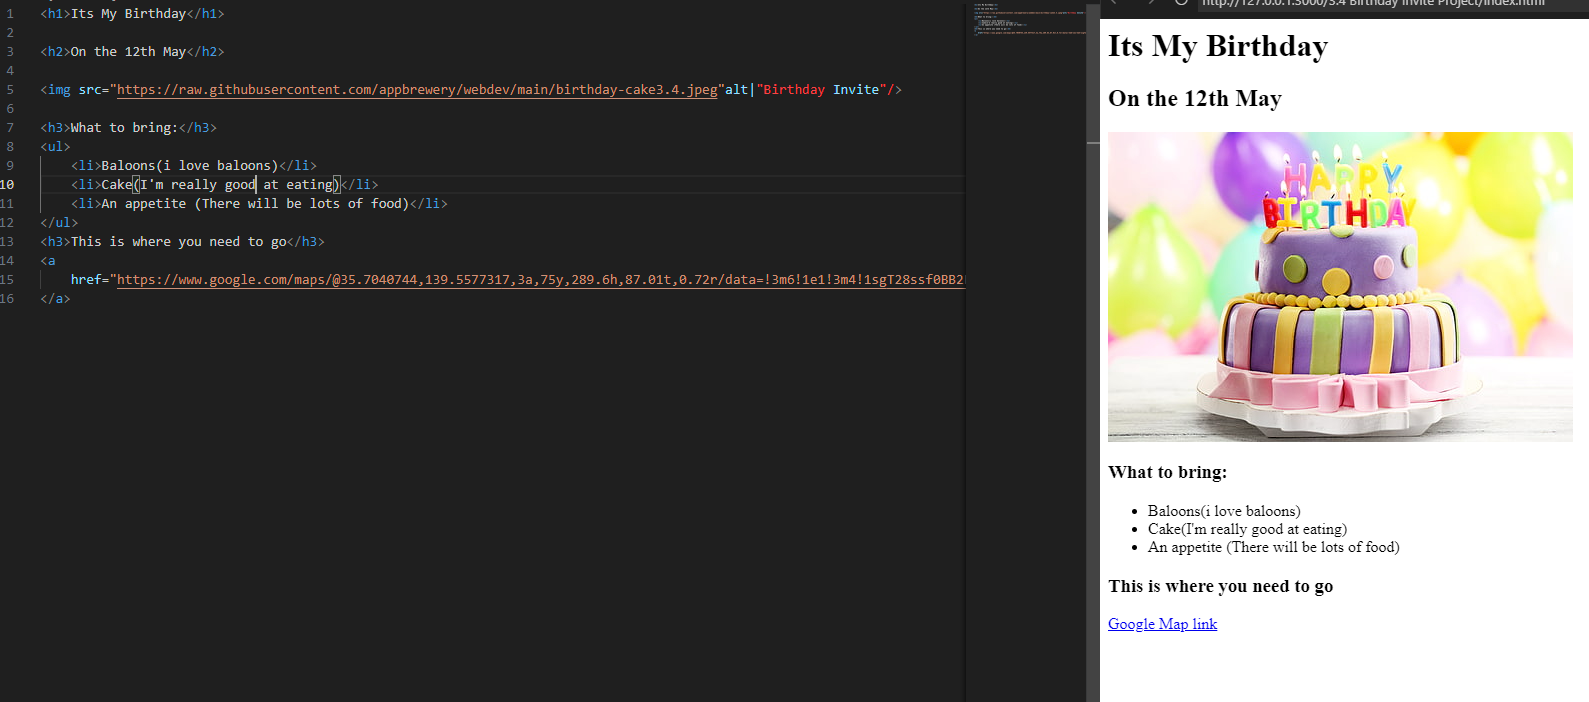 1 <h1>Its My Birthday</h1>
2
3 <h2>On the 12th May</h2>
4
5 <img src="https://raw.githubusercontent.com/appbrewery/webdev/main/birthday-cake3.4.jpeg"alt|"Birthday Invite"/>
6
7 <h3>What to bring:</h3>
8 <ul>
9 <li>Baloons(i love baloons)</li>
10 <li>Cake(I'm really good at eating)</li>
11 <li>An appetite (There will be lots of food)</li>
12 </ul>
13 <h3>This is where you need to go</h3>
14 <a
15 href="https://www.google.com/maps/@35.7040744,139.5577317,3a,75y,289.6h,87.01t,0.72r/data=!3m6!1e1!3m4!1sgT28ssf0BB2
16 </a>
http://127.0.0.1:3000/3.4 Birthday Invite Project/index.html
Its My Birthday
On the 12th May
HAPPY
BIRTHDAY
What to bring:
• Baloons(i love baloons)
• Cake(I'm really good at eating)
• An appetite (There will be lots of food)
This is where you need to go
Google Map link